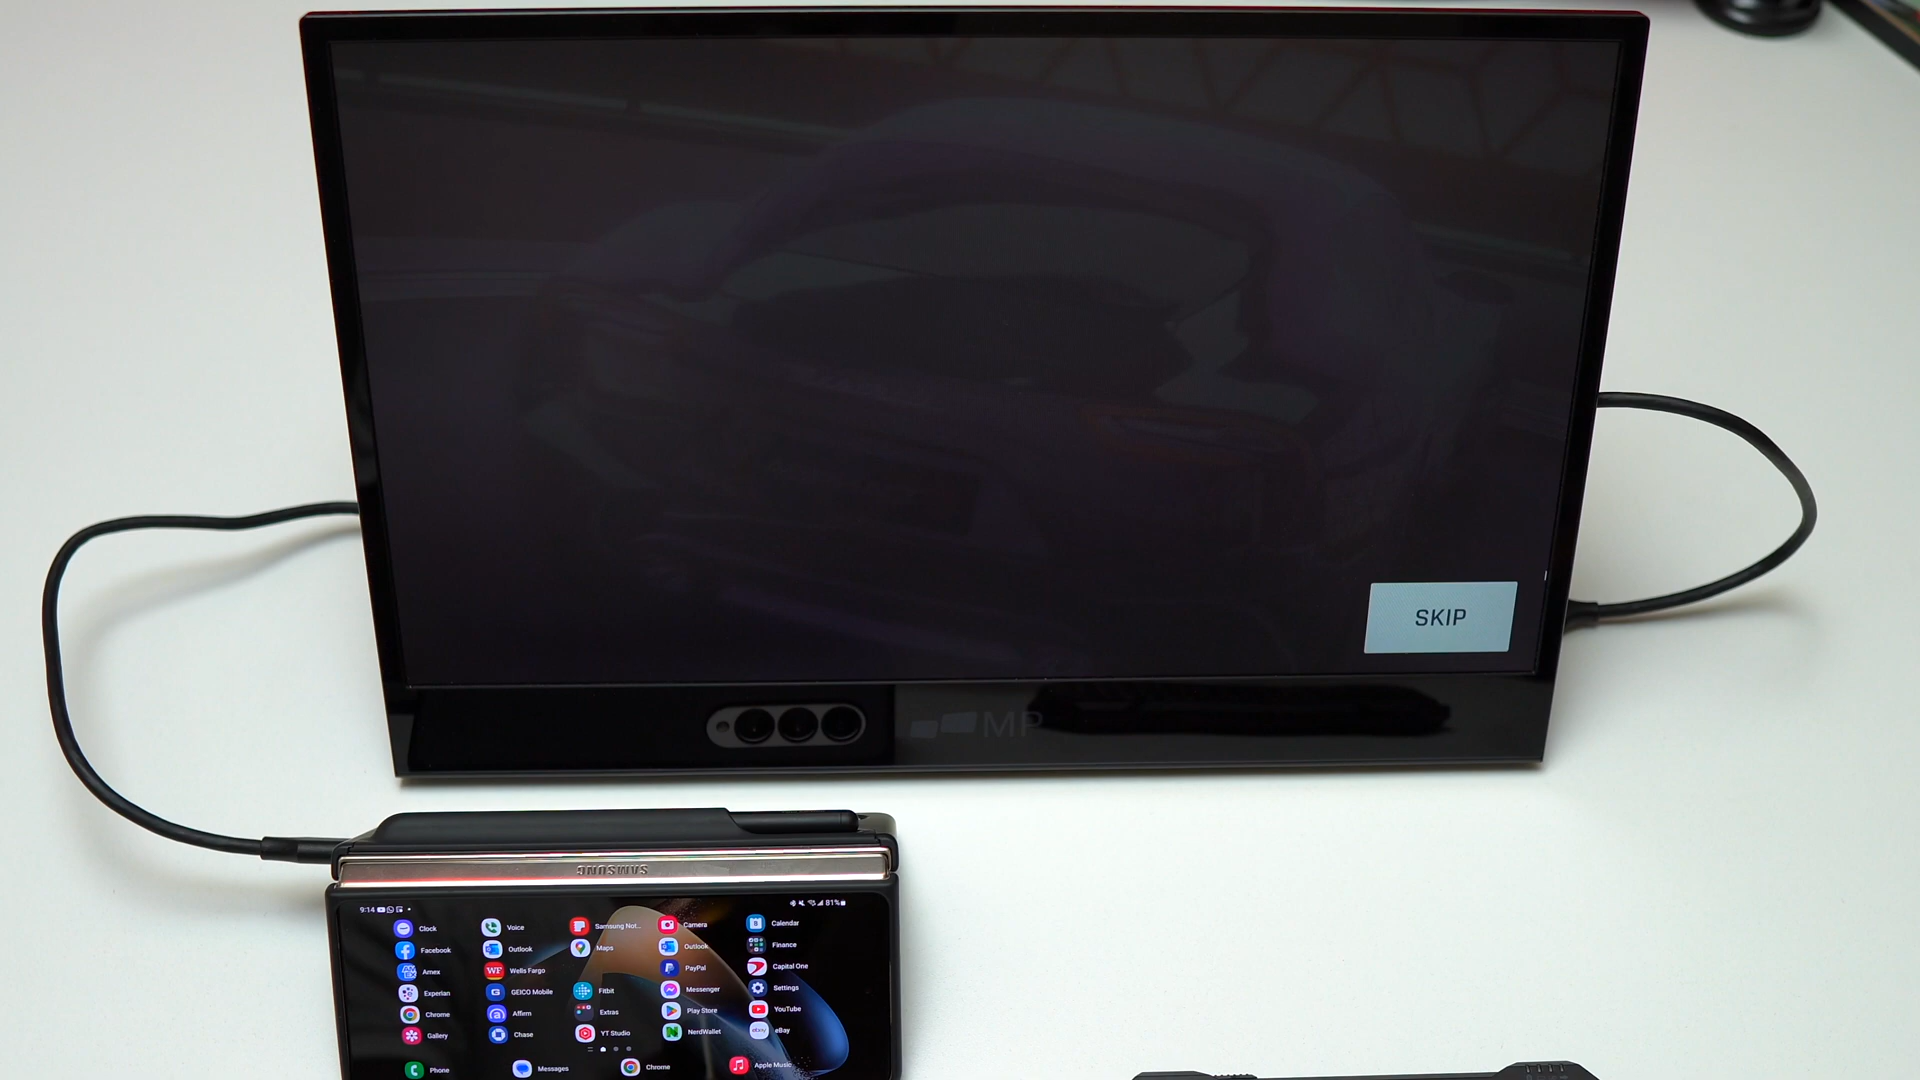 SKIP
MP
SAMSUNG
9:14
81%
Clock
Voice
Samsung Not...
Camera
Calendar
Facebook
Outlook
Maps
Outlook
Finance
Amex
Wells Fargo
PayPal
Capital One
Experian
GEICO Mobile
Fitbit
Messenger
Settings
Chrome
Affirm
Extras
Play Store
YouTube
Gallery
Chase
YT Studio
NerdWallet
eBay
Phone
Messages
Chrome
Apple Music